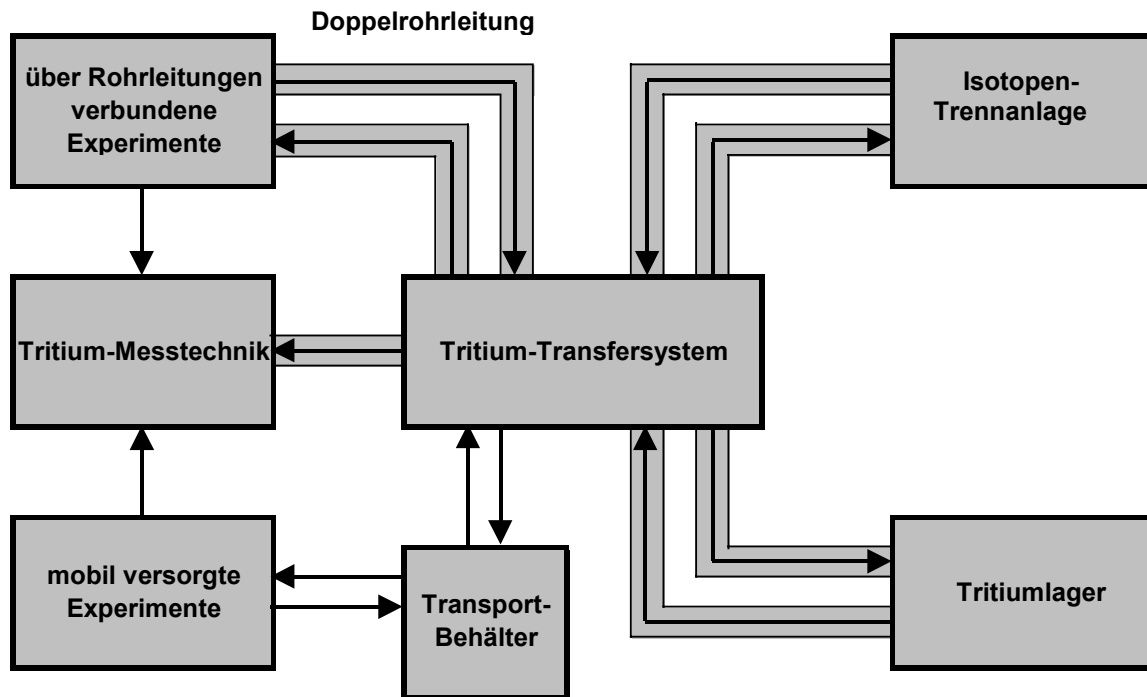 Doppelrohrleitung
über Rohrleitungen
verbundene
Experimente
Isotopen-
Trennanlage
Tritium-Messtechnik
Tritium-Transfersystem
mobil versorgte
Experimente
Transport-
Behälter
Tritiumlager